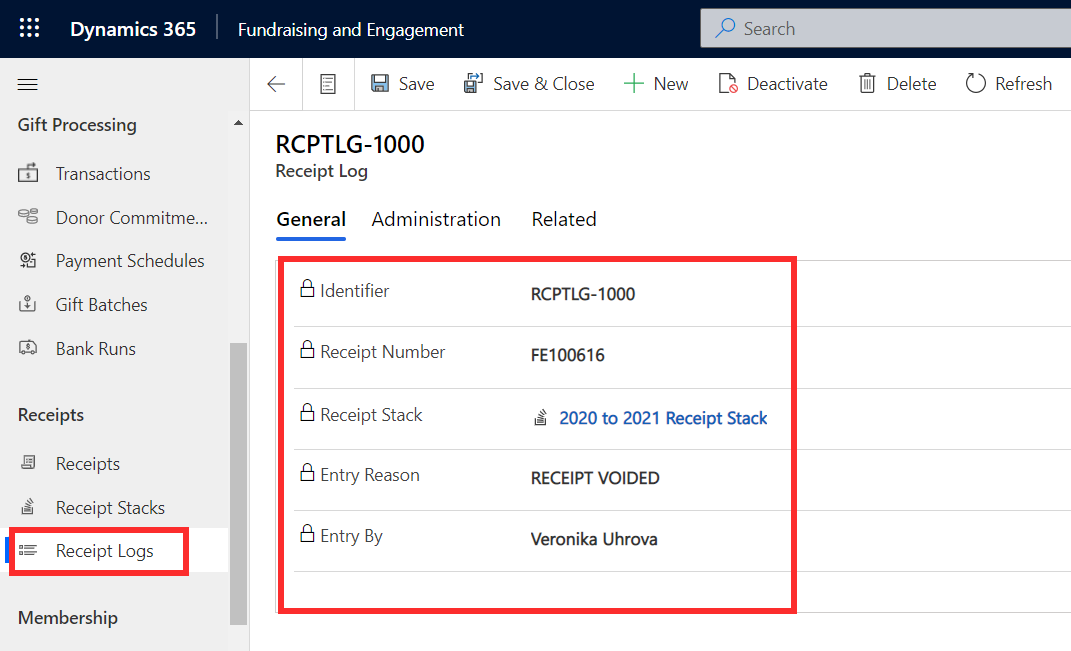 Dynamics 365 Fundraising and Engagement Search
Save Save & Close New Deactivate Delete Refresh
Gift Processing
Transactions
Donor Commitme...
Payment Schedules
Gift Batches
Bank Runs
Receipts
Receipts
Receipt Stacks
Receipt Logs
Membership
RCPTLG-1000
Receipt Log
General Administration Related
Identifier RCPTLG-1000
Receipt Number FE100616
Receipt Stack 2020 to 2021 Receipt Stack
Entry Reason RECEIPT VOIDED
Entry By Veronika Uhrova